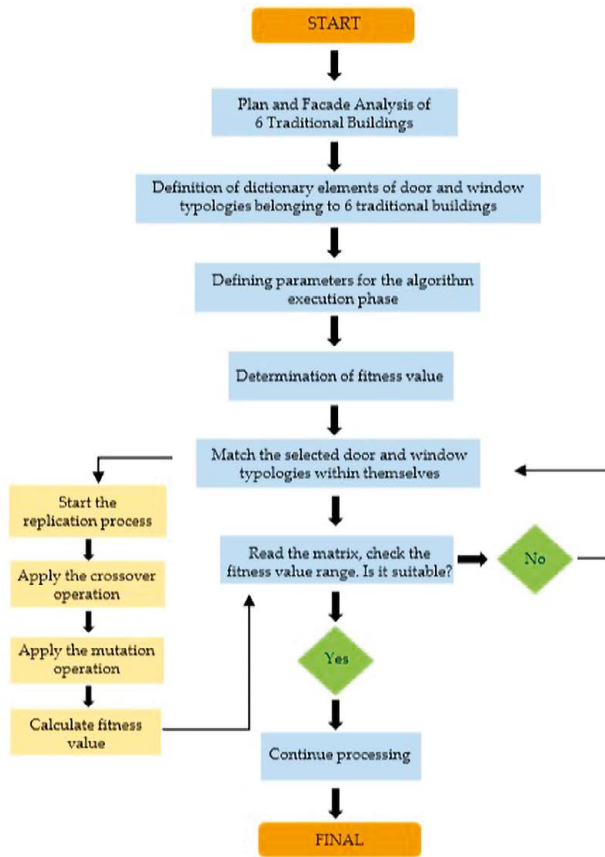 START
Plan and Facade Analysis of
6 Traditional Buildings
Definition of dictionary elements of door and window
typologies belonging to 6 traditional buildings
Defining parameters for the algorithm
execution phase
Determination of fitness value
Match the selected door and window
typologies within themselves
Start the
replication process
Apply the crossover
operation
Apply the mutation
operation
Calculate fitness
value
Read the matrix, check the
fitness value range. Is it suitable?
No
Yes
Continue processing
FINAL